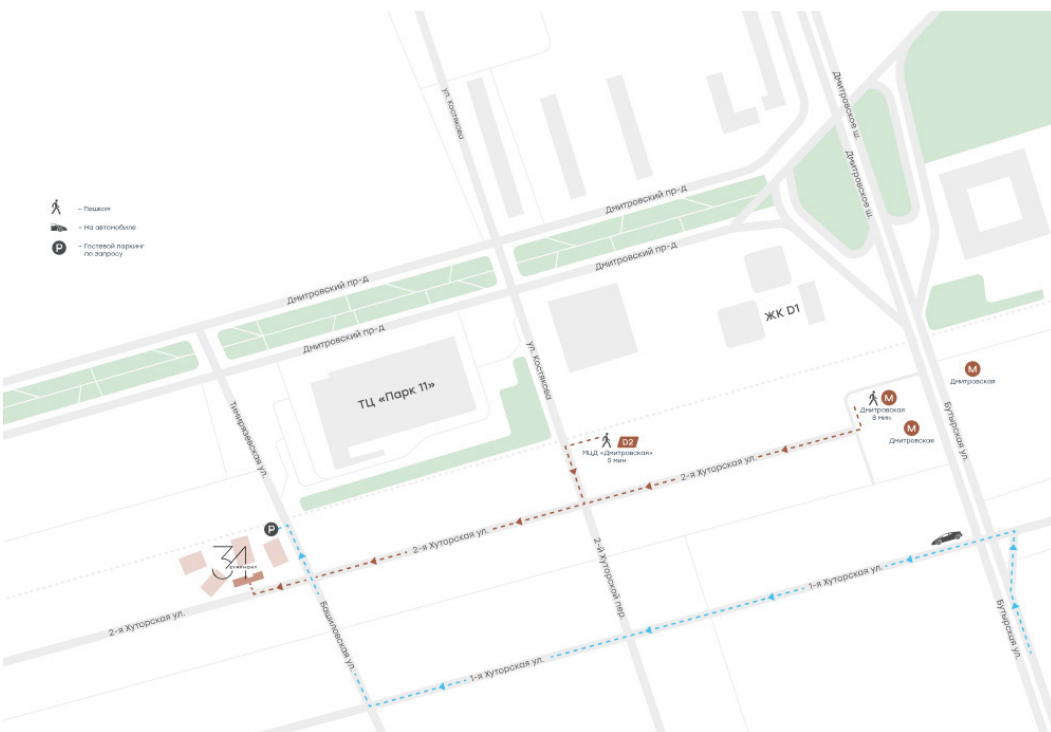 ул. Костякова
Дмитровское ш.
Дмитровское ш.
– Пешком
– На автомобиле
P – Гостевой паркинг
по запросу
Дмитровский пр-д
Дмитровский пр-д
Дмитровский пр-д
Дмитровский пр-д
ЖК D1
ТЦ «Парк 11»
ул. Костякова
М
Дмитровская
М
Дмитровская
8 мин.
М
Дмитровская
Бутырская ул.
Тимирязевская ул.
D2
МЦД «Дмитровская»
5 мин
2-я Хуторская ул.
P
2-я Хуторская ул.
31
2-я Хуторская ул.
2-й Хуторской пер.
1-я Хуторская ул.
Башиловская ул.
Бутырская ул.
1-я Хуторская ул.